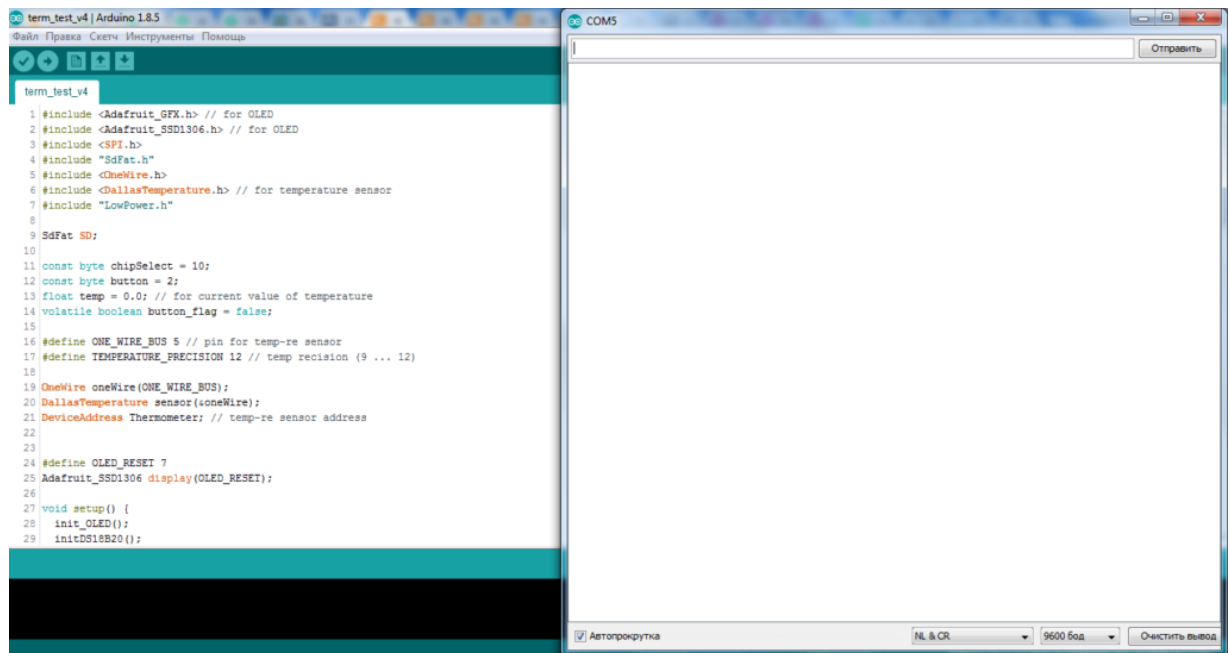 term_test_v4 | Arduino 1.8.5
Файл Правка Скетч Инструменты Помощь
term_test_v4
1 #include <Adafruit_GFX.h> // for OLED
2 #include <Adafruit_SSD1306.h> // for OLED
3 #include <SPI.h>
4 #include "SdFat.h"
5 #include <OneWire.h>
6 #include <DallasTemperature.h> // for temperature sensor
7 #include "LowPower.h"
8
9 SdFat SD;
10
11 const byte chipSelect = 10;
12 const byte button = 2;
13 float temp = 0.0; // for current value of temperature
14 volatile boolean button_flag = false;
15
16 #define ONE_WIRE_BUS 5 // pin for temp-re sensor
17 #define TEMPERATURE_PRECISION 12 // temp recision (9 ... 12)
18
19 OneWire oneWire(ONE_WIRE_BUS);
20 DallasTemperature sensor(&oneWire);
21 DeviceAddress Thermometer; // temp-re sensor address
22
23
24 #define OLED_RESET 7
25 Adafruit_SSD1306 display(OLED_RESET);
26
27 void setup() {
28 init_OLED();
29 initDS18B20();
COM5
Отправить
Автопрокрутка
NL & CR
9600 бод
Очистить вывод